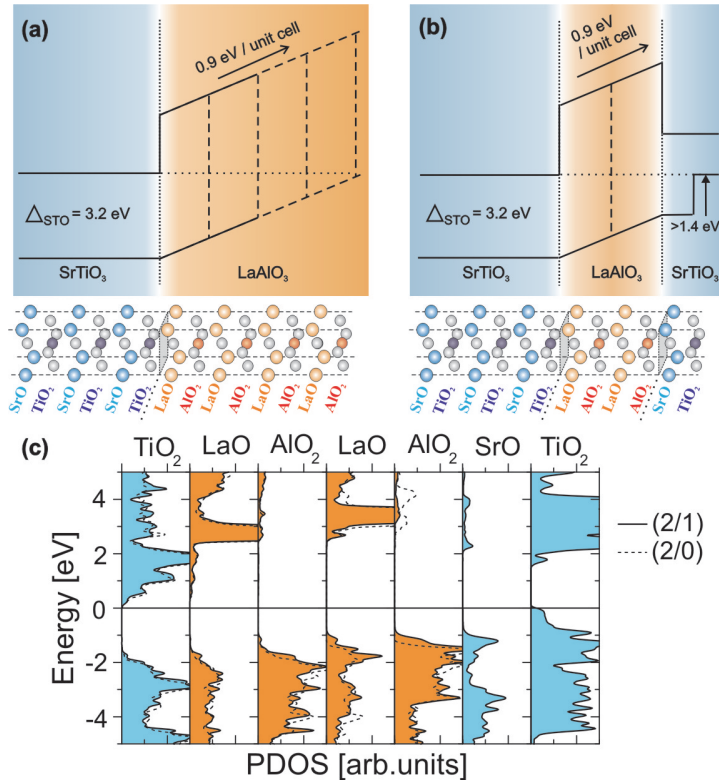 (a)
0.9 eV / unit cell
ΔSTO = 3.2 eV
SrTiO₃
LaAlO₃
SrO
TiO₂
SrO
TiO₂
SrO
TiO₂
LaO
AlO₂
LaO
AlO₂
LaO
AlO₂
LaO
AlO₂
(b)
0.9 eV
/ unit cell
ΔSTO = 3.2 eV
>1.4 eV
SrTiO₃
LaAlO₃
SrTiO₃
SrO
TiO₂
SrO
TiO₂
SrO
TiO₂
LaO
AlO₂
LaO
AlO₂
SrO
TiO₂
(c)
TiO₂ LaO AlO₂ LaO AlO₂ SrO TiO₂
4
2
0
-2
-4
Energy [eV]
PDOS [arb.units]
(2/1)
(2/0)